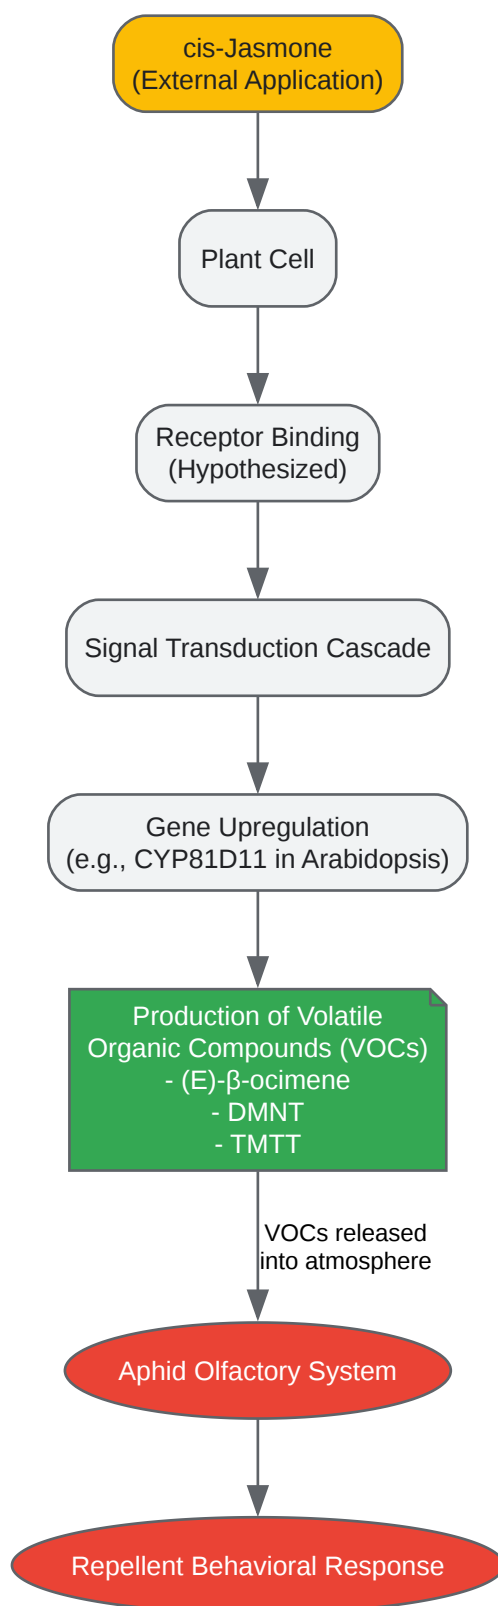 cis-Jasmone
(External Application)
Plant Cell
Receptor Binding
(Hypothesized)
Signal Transduction Cascade
Gene Upregulation
(e.g., CYP81D11 in Arabidopsis)
Production of Volatile
Organic Compounds (VOCs)
- (E)-β-ocimene
- DMNT
- TMTT
VOCs released
into atmosphere
Aphid Olfactory System
Repellent Behavioral Response